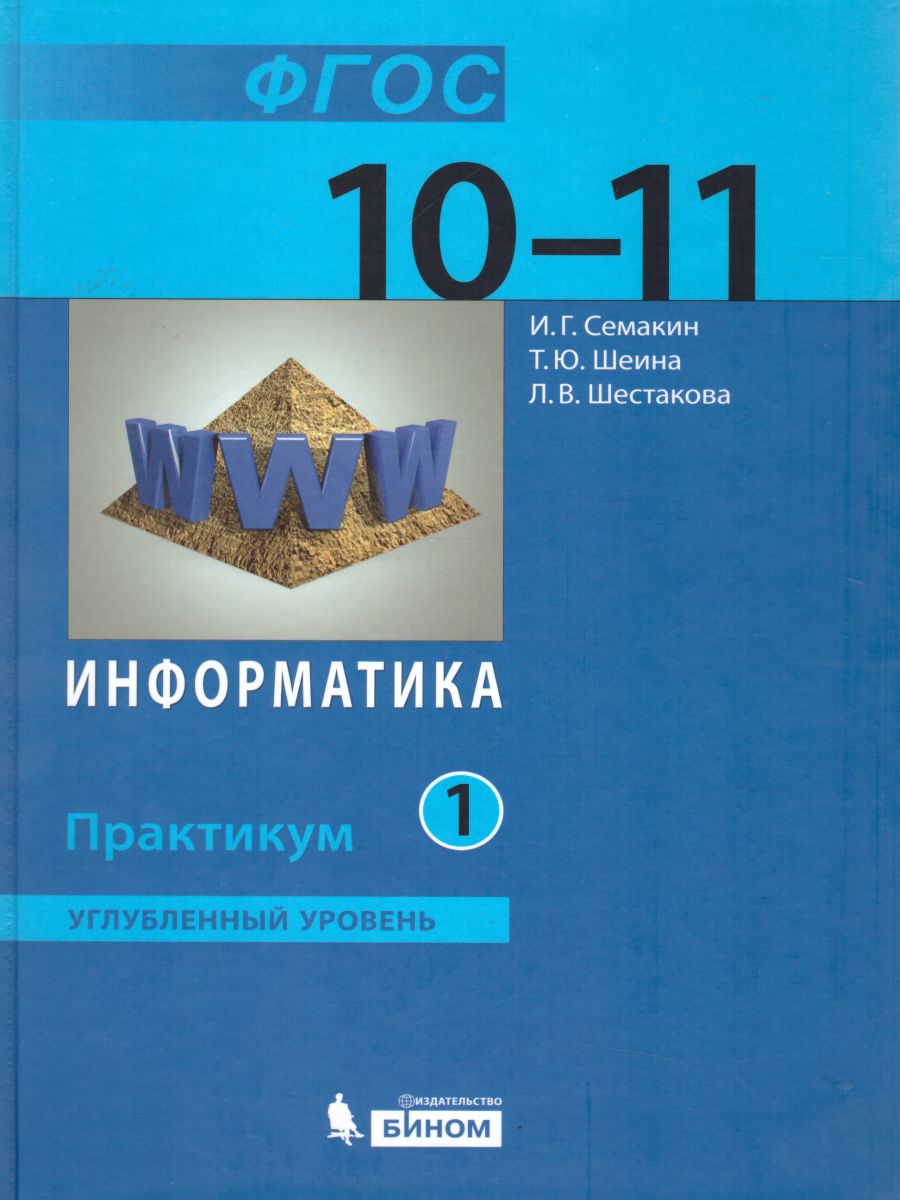 ФГОС
10–11
И. Г. Семакин
Т. Ю. Шеина
Л. В. Шестакова
WWW
ИНФОРМАТИКА
Практикум 1
УГЛУБЛЕННЫЙ УРОВЕНЬ
ИЗДАТЕЛЬСТВО
БИНОМ